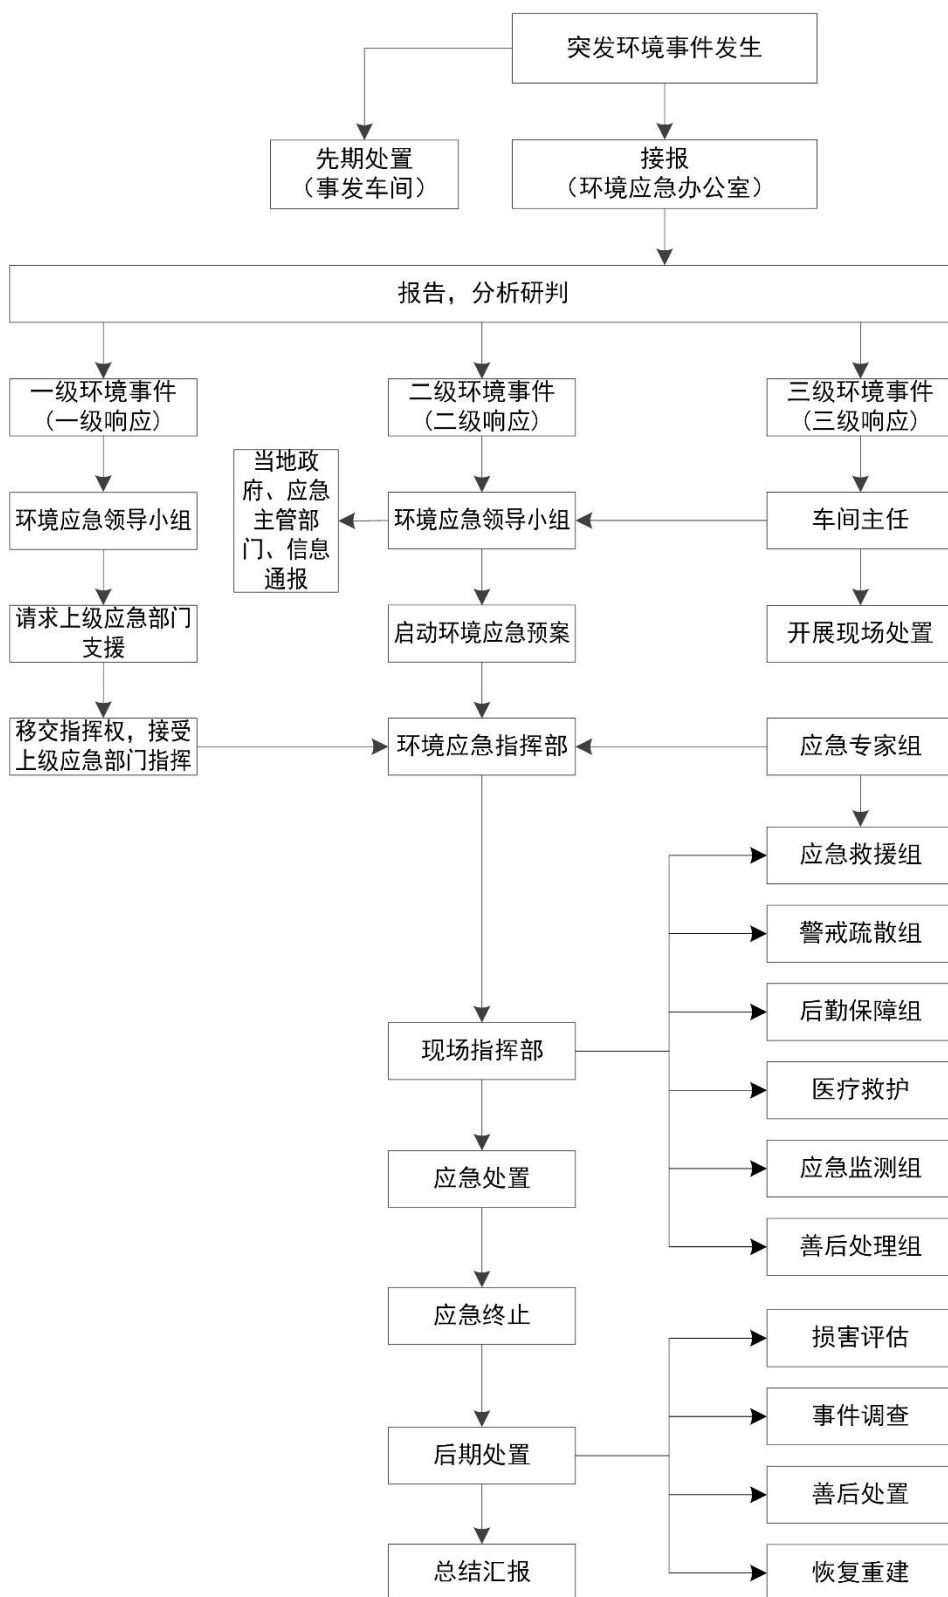 突发环境事件发生
先期处置
（事发车间）
接报
（环境应急办公室）
报告，分析研判
一级环境事件
（一级响应）
二级环境事件
（二级响应）
三级环境事件
（三级响应）
当地政
府、应急
主管部
门、信息
通报
环境应急领导小组
环境应急领导小组
车间主任
请求上级应急部门
支援
启动环境应急预案
开展现场处置
移交指挥权，接受
上级应急部门指挥
环境应急指挥部
应急专家组
应急救援组
警戒疏散组
后勤保障组
现场指挥部
医疗救护
应急监测组
应急处置
善后处理组
应急终止
损害评估
事件调查
后期处置
善后处置
总结汇报
恢复重建